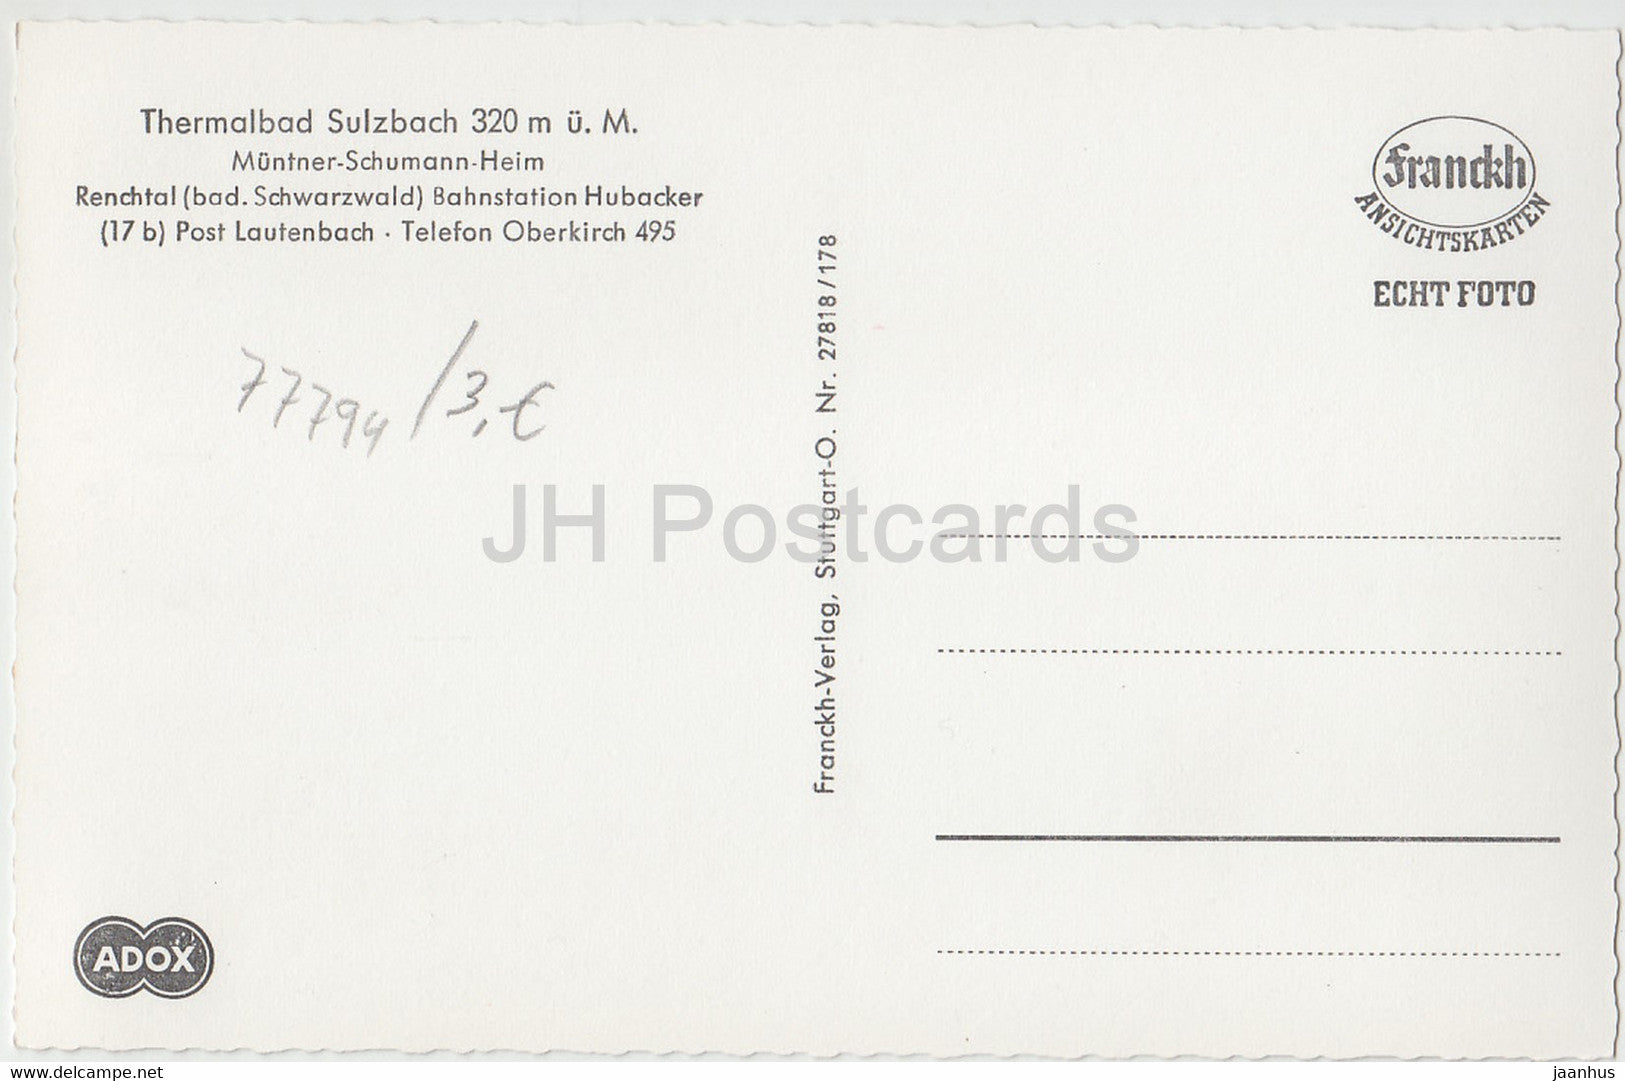 Thermalbad Sulzbach 320 m ü. M.
Müntner-Schumann-Heim
Renchtal (bad. Schwarzwald) Bahnstation Hubacker
(17 b) Post Lautenbach · Telefon Oberkirch 495
77794/3,€
Franckh-Verlag, Stuttgart-O. Nr. 27818/178
Franckh
ANSICHTSKARTEN
ECHT FOTO
JH Postcards
ADOX
www.delcampe.net
jaanhus